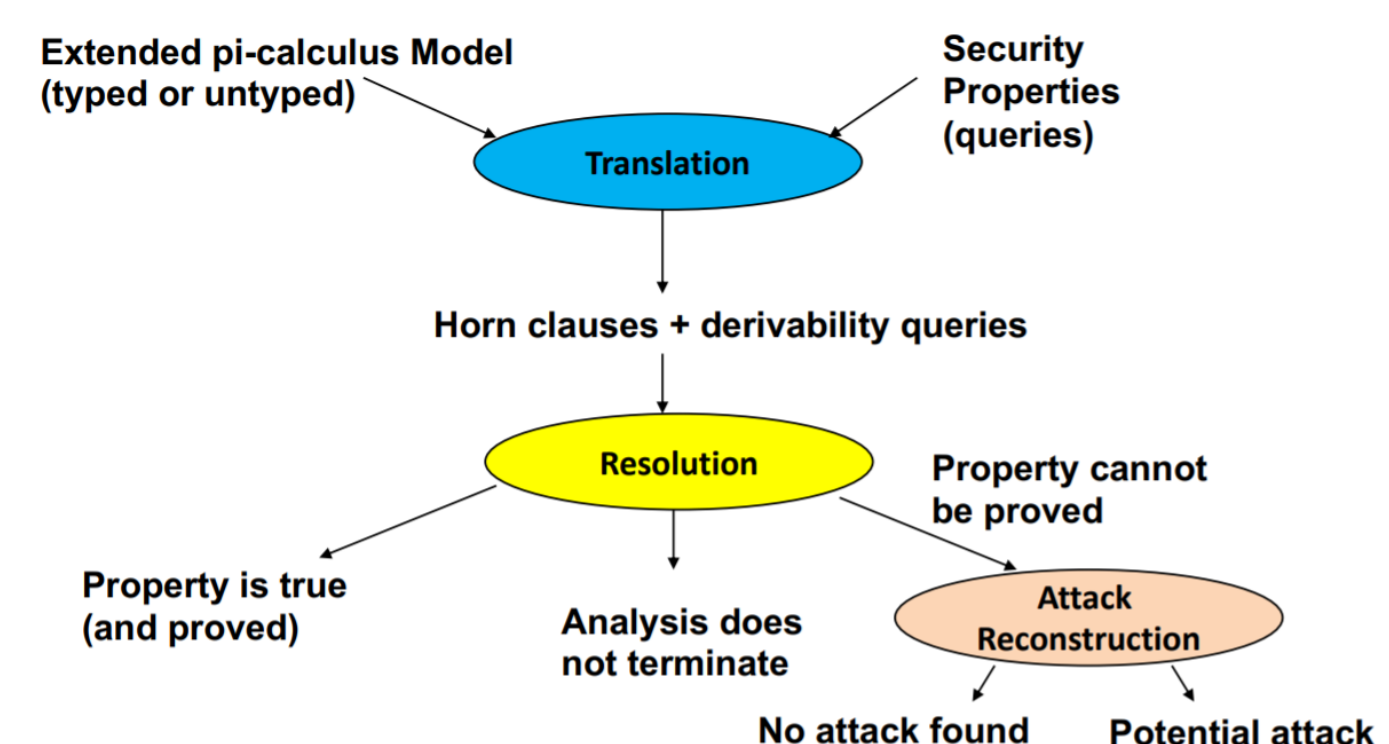 Extended pi-calculus Model
(typed or untyped)
Security
Properties
(queries)
Translation
Horn clauses + derivability queries
Resolution
Property cannot
be proved
Property is true
(and proved)
Analysis does
not terminate
Attack
Reconstruction
No attack found
Potential attack